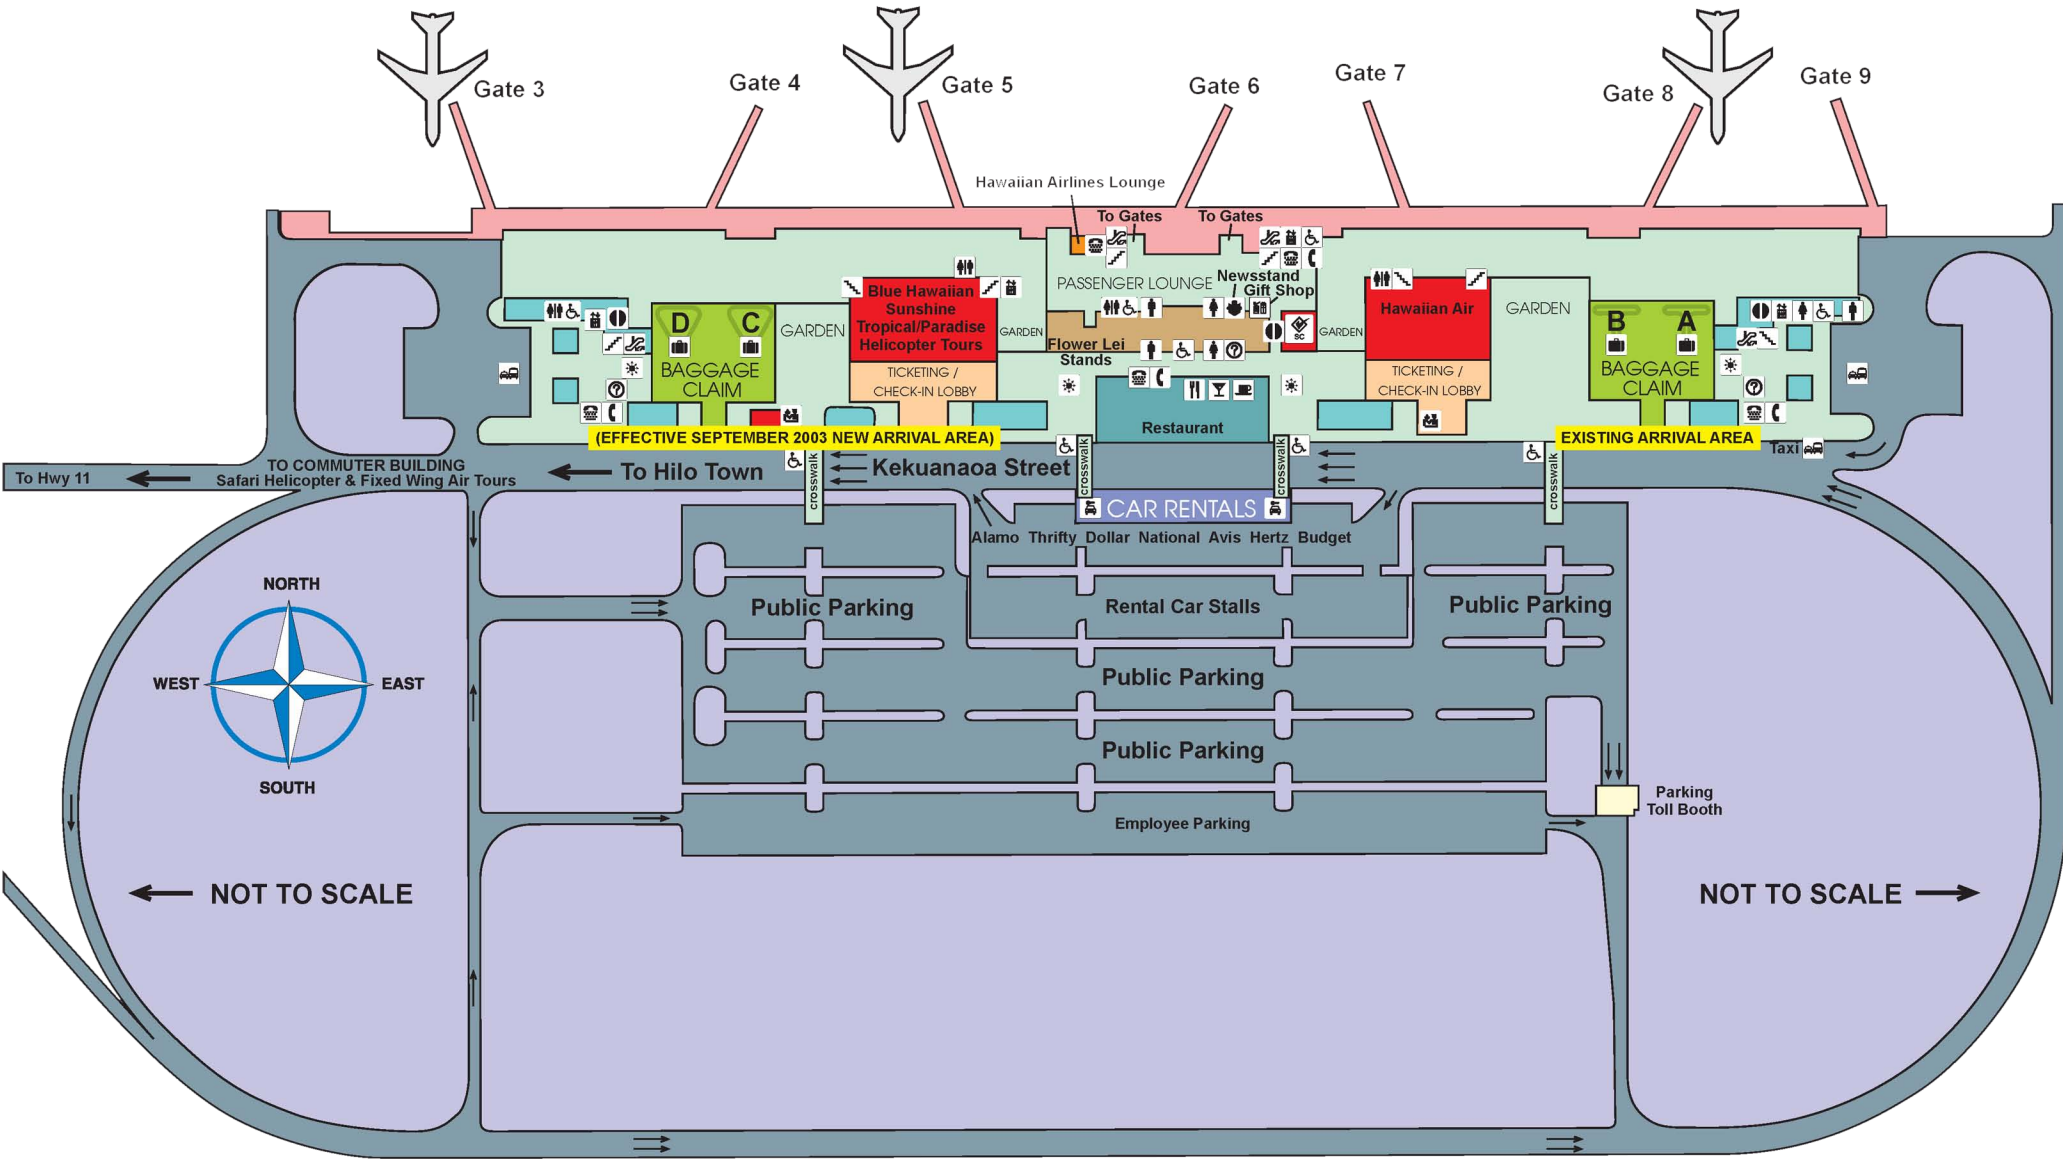 Gate 3
Gate 4
Gate 5
Gate 6
Gate 7
Gate 8
Gate 9
Hawaiian Airlines Lounge
To Gates
To Gates
PASSENGER LOUNGE
Newsstand
Gift Shop
Blue Hawaiian
Sunshine
Tropical/Paradise
Helicopter Tours
Hawaiian Air
D
C
GARDEN
GARDEN
SC
GARDEN
GARDEN
B
A
Flower Lei
Stands
BAGGAGE
CLAIM
TICKETING /
CHECK-IN LOBBY
TICKETING /
CHECK-IN LOBBY
BAGGAGE
CLAIM
Restaurant
(EFFECTIVE SEPTEMBER 2003 NEW ARRIVAL AREA)
EXISTING ARRIVAL AREA
Taxi
To Hwy 11
TO COMMUTER BUILDING
Safari Helicopter & Fixed Wing Air Tours
To Hilo Town
Kekuanaoa Street
crosswalk
crosswalk
crosswalk
crosswalk
CAR RENTALS
Alamo Thrifty Dollar National Avis Hertz Budget
NORTH
WEST
EAST
SOUTH
Public Parking
Rental Car Stalls
Public Parking
Public Parking
Public Parking
Parking
Toll Booth
Employee Parking
NOT TO SCALE
NOT TO SCALE